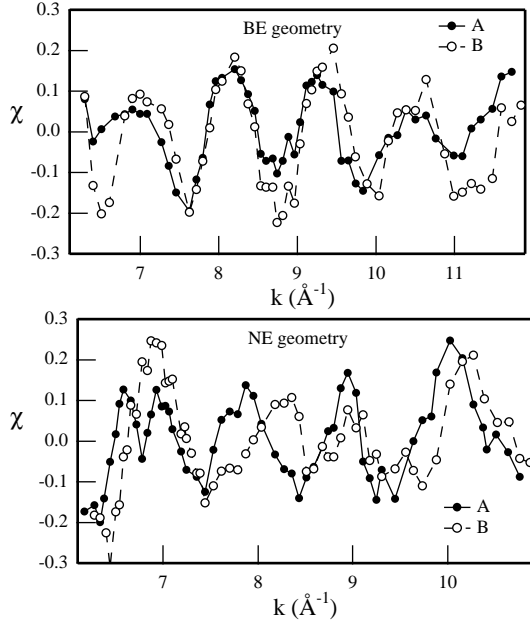 BE geometry
A
B
0.3
0.2
0.1
0.0
-0.1
-0.2
-0.3
χ
7 8 9 10 11
k (Å⁻¹)
NE geometry
0.3
0.2
0.1
0.0
-0.1
-0.2
-0.3
χ
A
B
7 8 9 10
k (Å⁻¹)